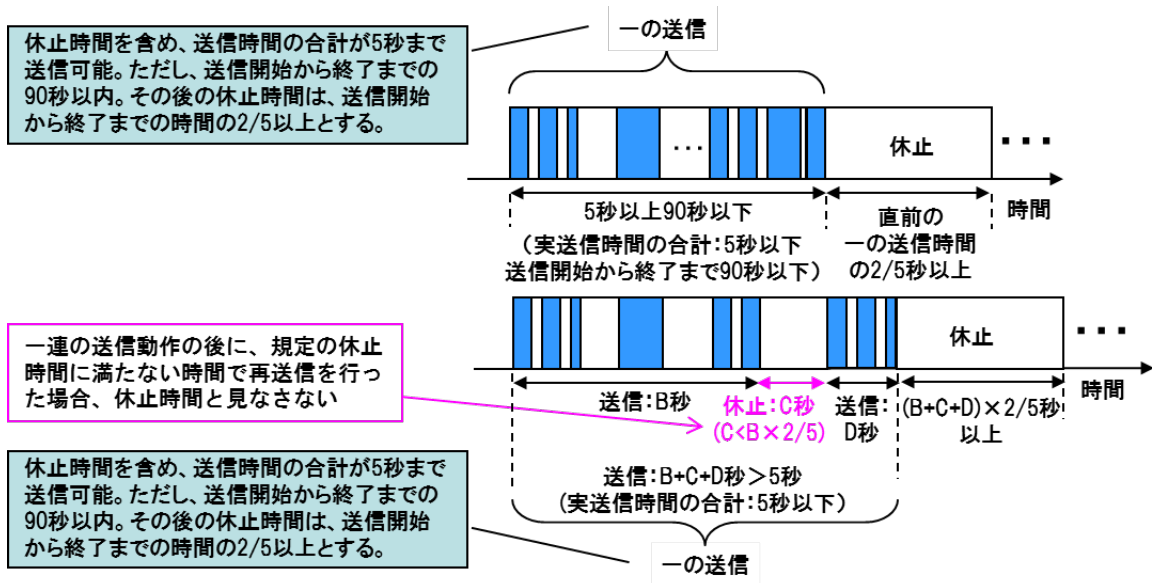 一の送信
休止時間を含め、送信時間の合計が5秒まで
送信可能。ただし、送信開始から終了までの
90秒以内。その後の休止時間は、送信開始
から終了までの時間の2/5以上とする。
・・・
休止
・・・
時間
5秒以上90秒以下
(実送信時間の合計:5秒以下
送信開始から終了まで90秒以下)
直前の
一の送信時間
の2/5秒以上
一連の送信動作の後に、規定の休止
時間に満たない時間で再送信を行っ
た場合、休止時間と見なさない
休止
・・・
時間
送信:B秒
休止:C秒
(C<B×2/5)
送信:
D秒
(B+C+D)×2/5秒
以上
休止時間を含め、送信時間の合計が5秒まで
送信可能。ただし、送信開始から終了までの
90秒以内。その後の休止時間は、送信開始
から終了までの時間の2/5以上とする。
送信:B+C+D秒>5秒
(実送信時間の合計:5秒以下)
一の送信